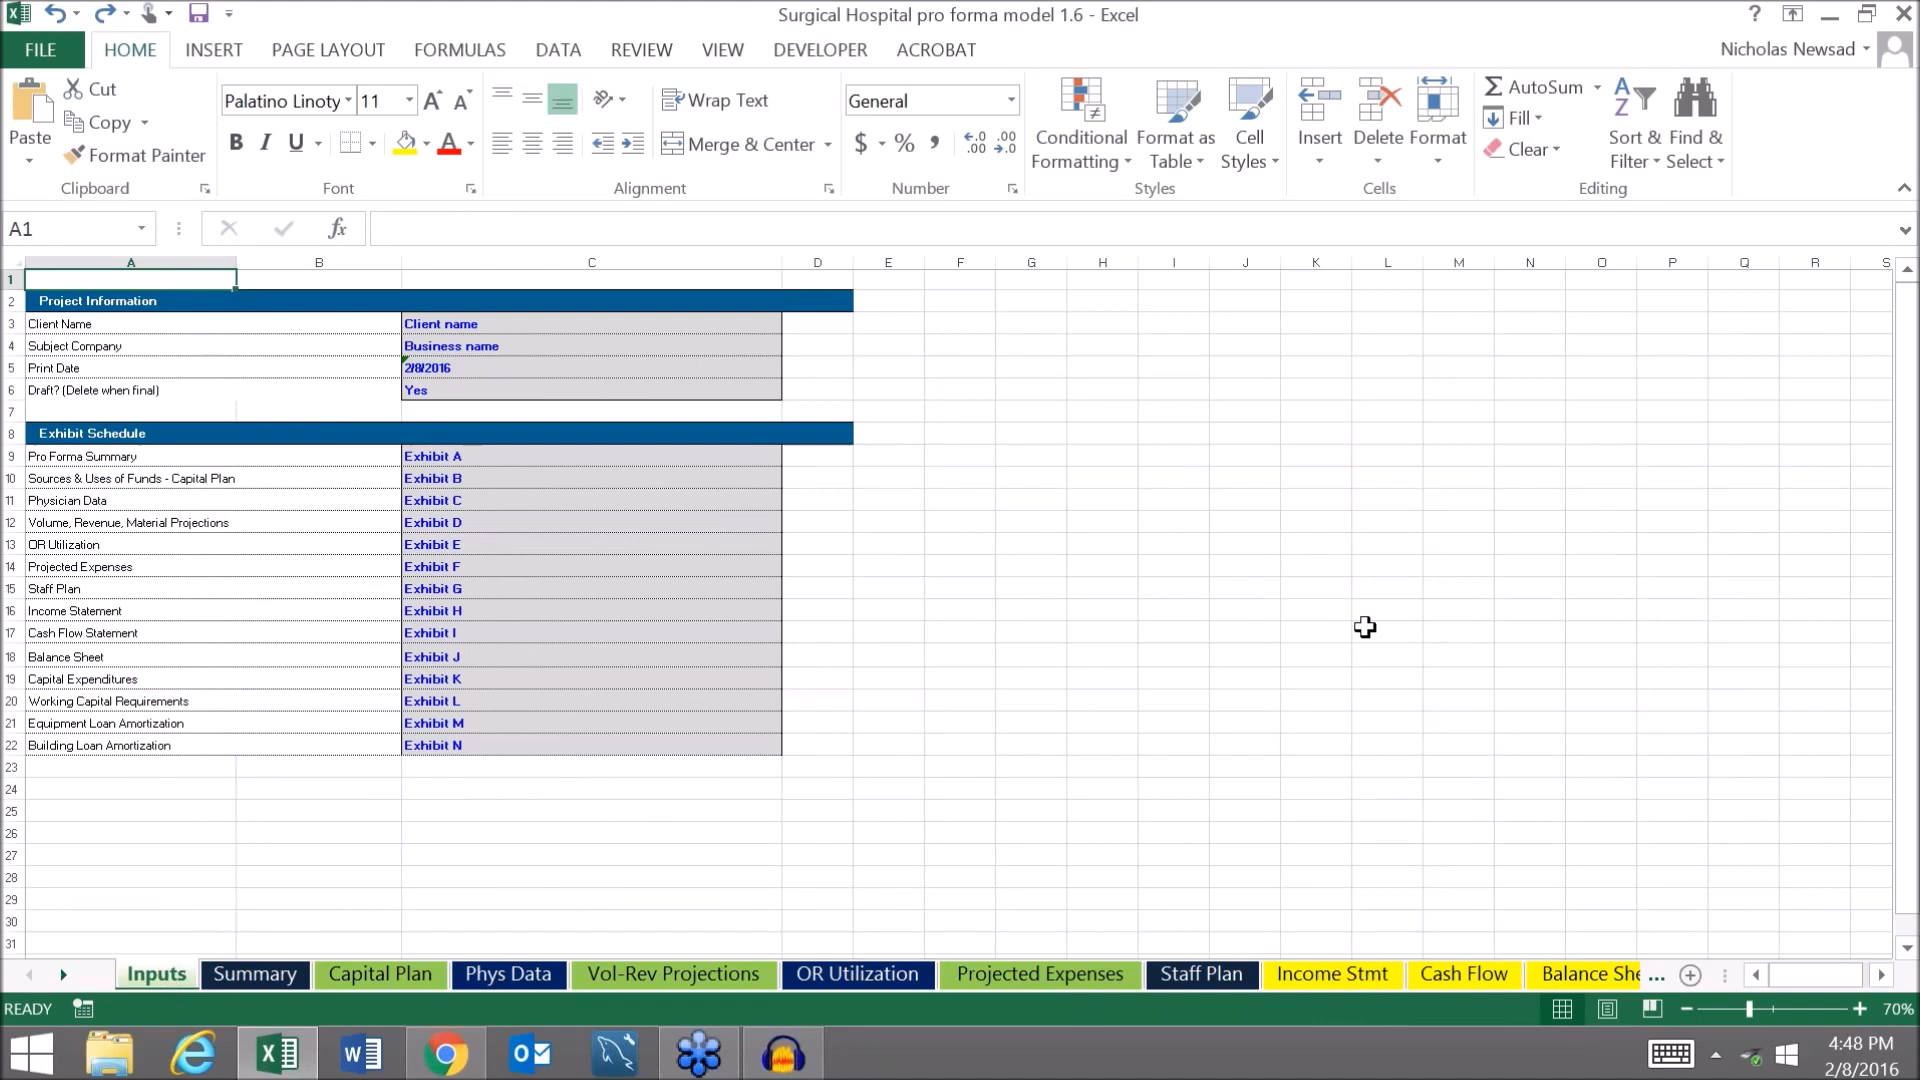 Surgical Hospital pro forma model 1.6 - Excel
FILE HOME INSERT PAGE LAYOUT FORMULAS DATA REVIEW VIEW DEVELOPER ACROBAT Nicholas Newsad
Paste
Cut
Copy
Format Painter
Clipboard
Palatino Linoty 11
B I U
Font
Wrap Text
Merge & Center
Alignment
General
$ % ,
Number
Conditional Formatting
Format as Table
Cell Styles
Styles
Insert
Delete
Format
Cells
AutoSum
Fill
Clear
Sort & Filter
Find & Select
Editing
A1 fx
A B C D E F G H I J K L M N O P Q R S
1
2 Project Information
3 Client Name Client name
4 Subject Company Business name
5 Print Date 2/8/2016
6 Draft? (Delete when final) Yes
7
8 Exhibit Schedule
9 Pro Forma Summary Exhibit A
10 Sources & Uses of Funds - Capital Plan Exhibit B
11 Physician Data Exhibit C
12 Volume, Revenue, Material Projections Exhibit D
13 OR Utilization Exhibit E
14 Projected Expenses Exhibit F
15 Staff Plan Exhibit G
16 Income Statement Exhibit H
17 Cash Flow Statement Exhibit I
18 Balance Sheet Exhibit J
19 Capital Expenditures Exhibit K
20 Working Capital Requirements Exhibit L
21 Equipment Loan Amortization Exhibit M
22 Building Loan Amortization Exhibit N
23
24
25
26
27
28
29
30
31
Inputs Summary Capital Plan Phys Data Vol-Rev Projections OR Utilization Projected Expenses Staff Plan Income Stmt Cash Flow Balance She ...
READY 70%
4:48 PM
2/8/2016